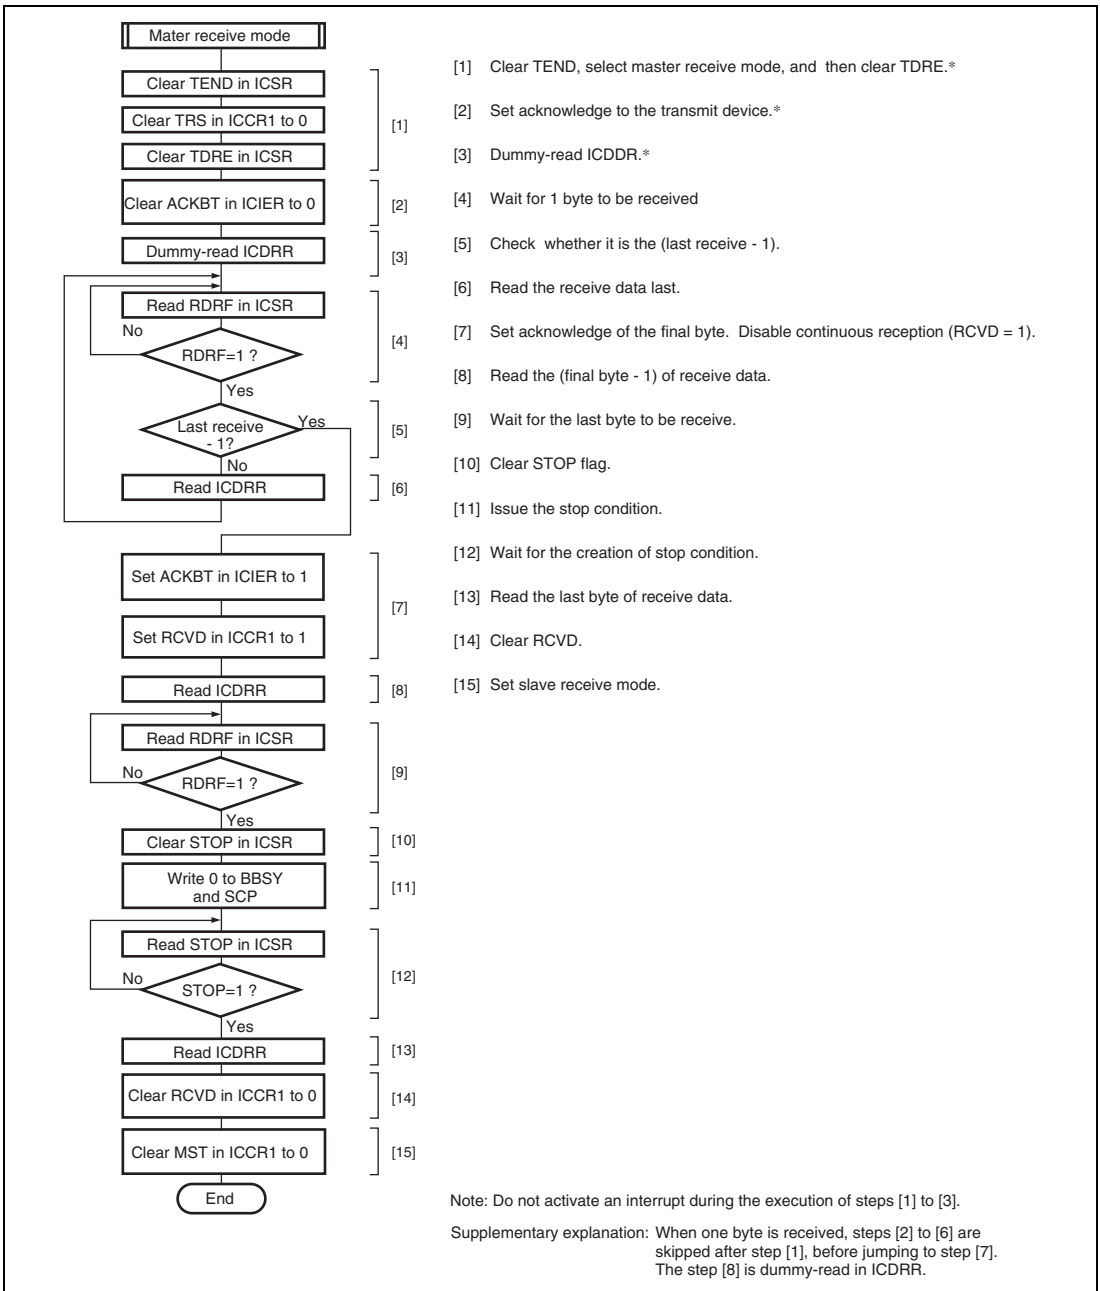 Mater receive mode
Clear TEND in ICSR
Clear TRS in ICCR1 to 0
Clear TDRE in ICSR
[1]
Clear ACKBT in ICIER to 0
[2]
Dummy-read ICDRR
[3]
Read RDRF in ICSR
No
RDRF=1 ?
[4]
Yes
Last receive
- 1?
Yes
[5]
No
Read ICDRR
[6]
Set ACKBT in ICIER to 1
[7]
Set RCVD in ICCR1 to 1
Read ICDRR
[8]
Read RDRF in ICSR
No
RDRF=1 ?
[9]
Yes
Clear STOP in ICSR
[10]
Write 0 to BBSY
and SCP
[11]
Read STOP in ICSR
No
STOP=1 ?
[12]
Yes
Read ICDRR
[13]
Clear RCVD in ICCR1 to 0
[14]
Clear MST in ICCR1 to 0
[15]
End
[1] Clear TEND, select master receive mode, and then clear TDRE.*
[2] Set acknowledge to the transmit device.*
[3] Dummy-read ICDDR.*
[4] Wait for 1 byte to be received
[5] Check whether it is the (last receive - 1).
[6] Read the receive data last.
[7] Set acknowledge of the final byte. Disable continuous reception (RCVD = 1).
[8] Read the (final byte - 1) of receive data.
[9] Wait for the last byte to be receive.
[10] Clear STOP flag.
[11] Issue the stop condition.
[12] Wait for the creation of stop condition.
[13] Read the last byte of receive data.
[14] Clear RCVD.
[15] Set slave receive mode.
Note: Do not activate an interrupt during the execution of steps [1] to [3].
Supplementary explanation: When one byte is received, steps [2] to [6] are
skipped after step [1], before jumping to step [7].
The step [8] is dummy-read in ICDRR.